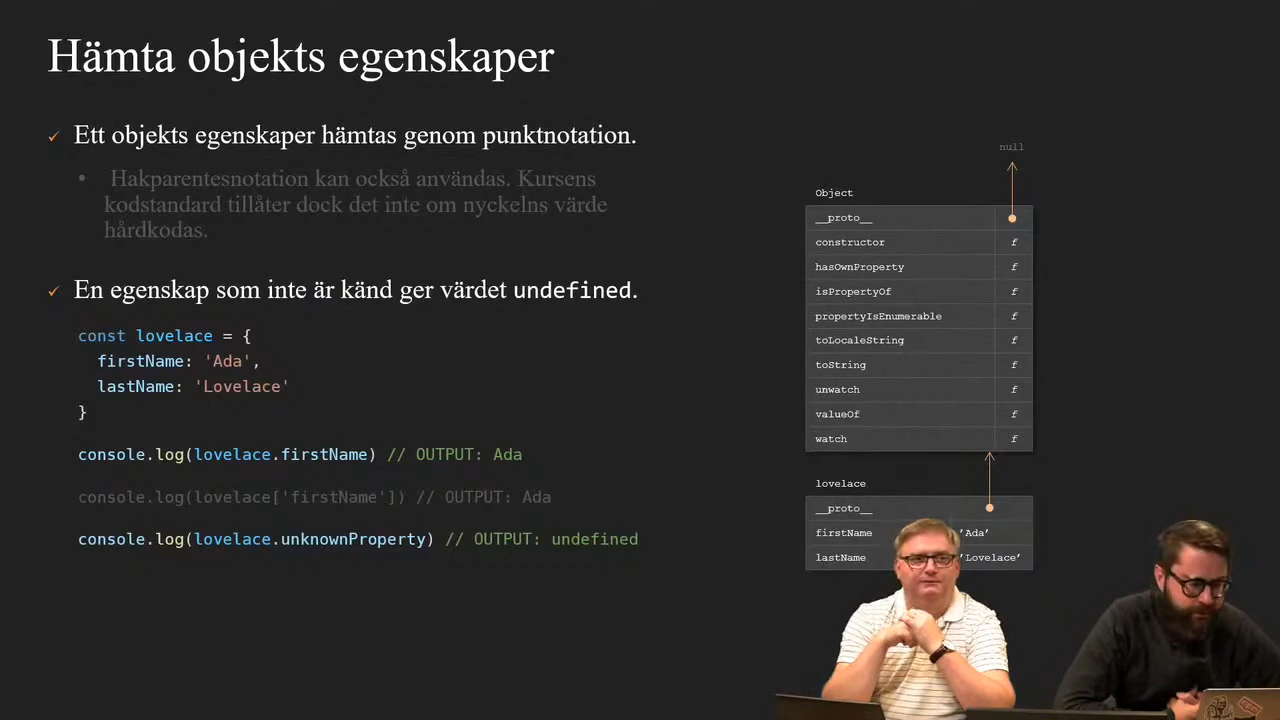 Hämta objekts egenskaper
Ett objekts egenskaper hämtas genom punktnotation.
Hakparentesnotation kan också användas. Kursens
kodstandard tillåter dock det inte om nyckelns värde
hårdkodas.
En egenskap som inte är känd ger värdet undefined.
const lovelace = {
firstName: 'Ada',
lastName: 'Lovelace'
}
console.log(lovelace.firstName) // OUTPUT: Ada
console.log(lovelace['firstName']) // OUTPUT: Ada
console.log(lovelace.unknownProperty) // OUTPUT: undefined
null
Object
__proto__
constructor f
hasOwnProperty f
isPropertyOf f
propertyIsEnumerable f
toLocaleString f
toString f
unwatch f
valueOf f
watch f
lovelace
__proto__
firstName 'Ada'
lastName 'Lovelace'